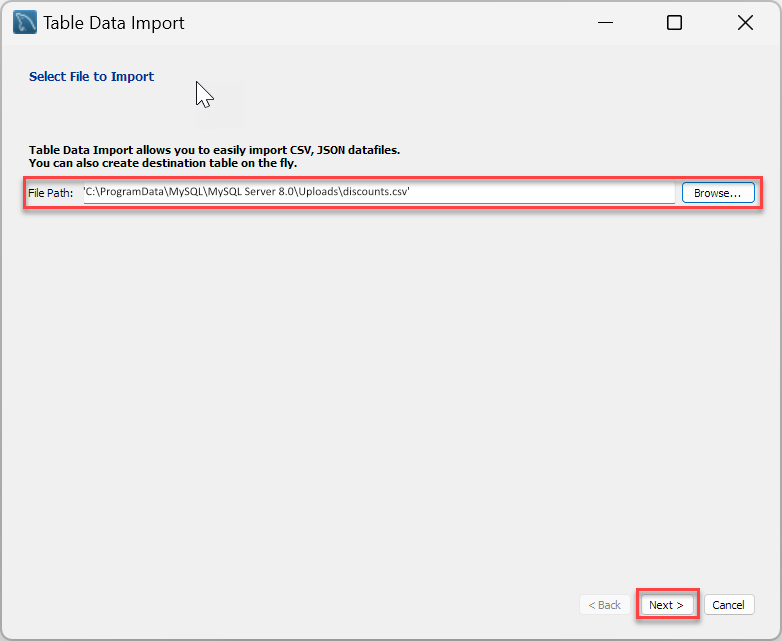 Table Data Import
Select File to Import
Table Data Import allows you to easily import CSV, JSON datafiles.
You can also create destination table on the fly.
File Path: 'C:\ProgramData\MySQL\MySQL Server 8.0\Uploads\discounts.csv' Browse...
< Back Next > Cancel